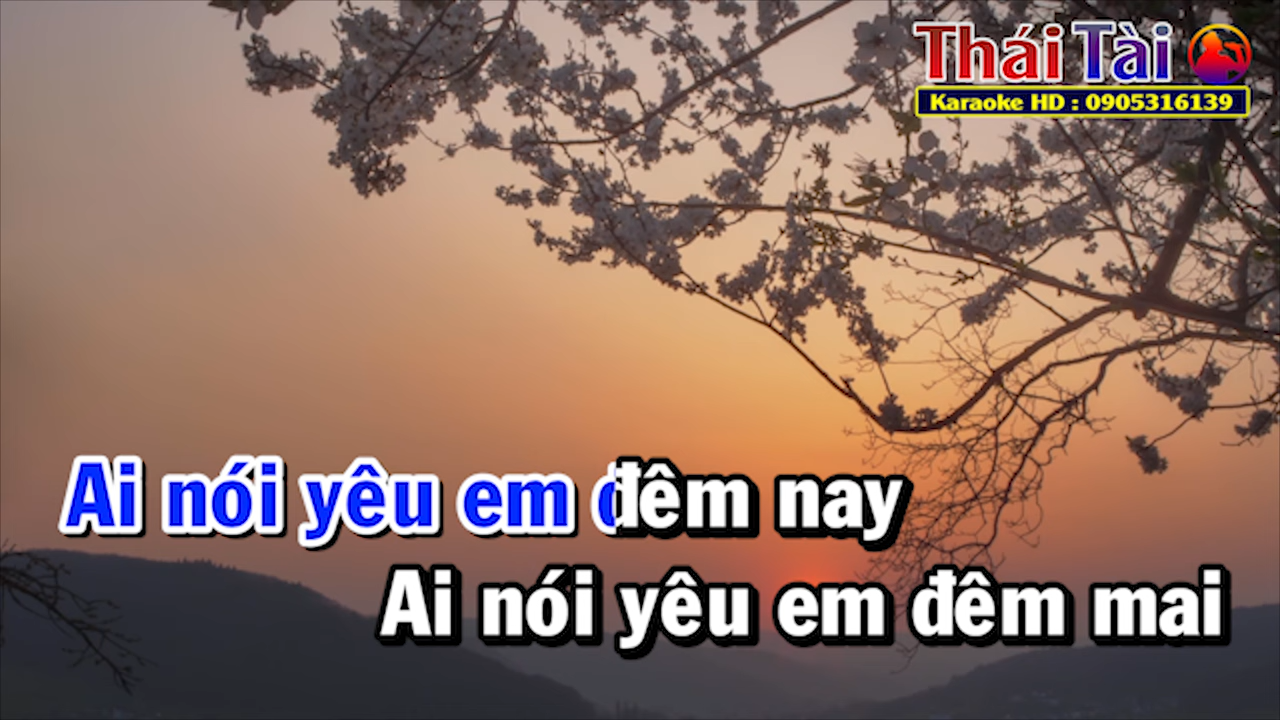 Thái Tài
Karaoke HD : 0905316139
Ai nói yêu em đêm nay
Ai nói yêu em đêm mai